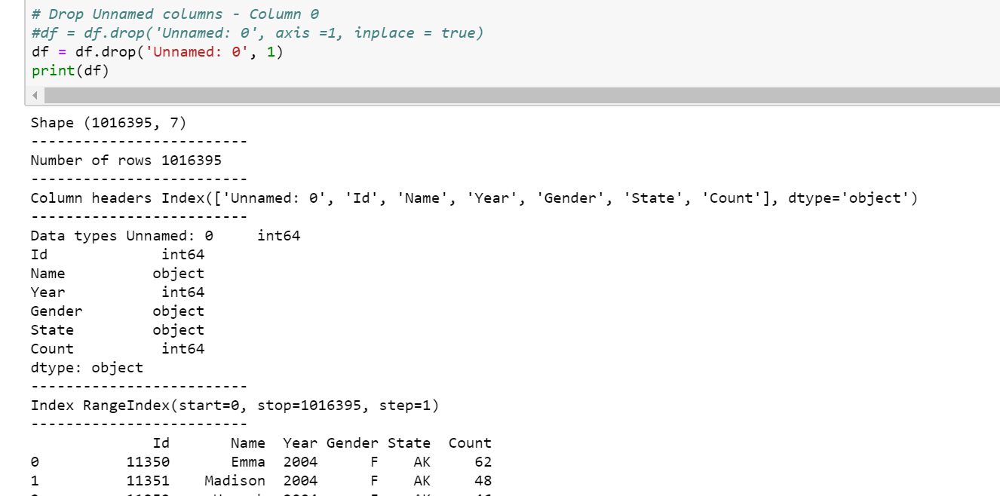 # Drop Unnamed columns - Column 0
#df = df.drop('Unnamed: 0', axis =1, inplace = true)
df = df.drop('Unnamed: 0', 1)
print(df)
Shape (1016395, 7)
-------------------------
Number of rows 1016395
-------------------------
Column headers Index(['Unnamed: 0', 'Id', 'Name', 'Year', 'Gender', 'State', 'Count'], dtype='object')
-------------------------
Data types Unnamed: 0     int64
Id             int64
Name          object
Year           int64
Gender        object
State         object
Count          int64
dtype: object
-------------------------
Index RangeIndex(start=0, stop=1016395, step=1)
-------------------------
              Id       Name  Year Gender State  Count
0          11350       Emma  2004      F    AK     62
1          11351    Madison  2004      F    AK     48